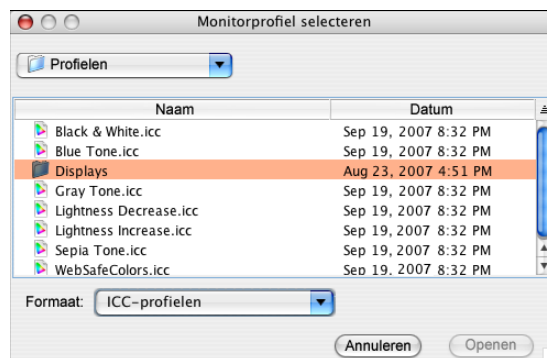 Monitorprofiel selecteren
Profielen
Naam Datum
Black & White.icc Sep 19, 2007 8:32 PM
Blue Tone.icc Sep 19, 2007 8:32 PM
Displays Aug 23, 2007 4:51 PM
Gray Tone.icc Sep 19, 2007 8:32 PM
Lightness Decrease.icc Sep 19, 2007 8:32 PM
Lightness Increase.icc Sep 19, 2007 8:32 PM
Sepia Tone.icc Sep 19, 2007 8:32 PM
WebSafeColors.icc Sep 19, 2007 8:32 PM
Formaat: ICC-profielen
Annuleren Openen